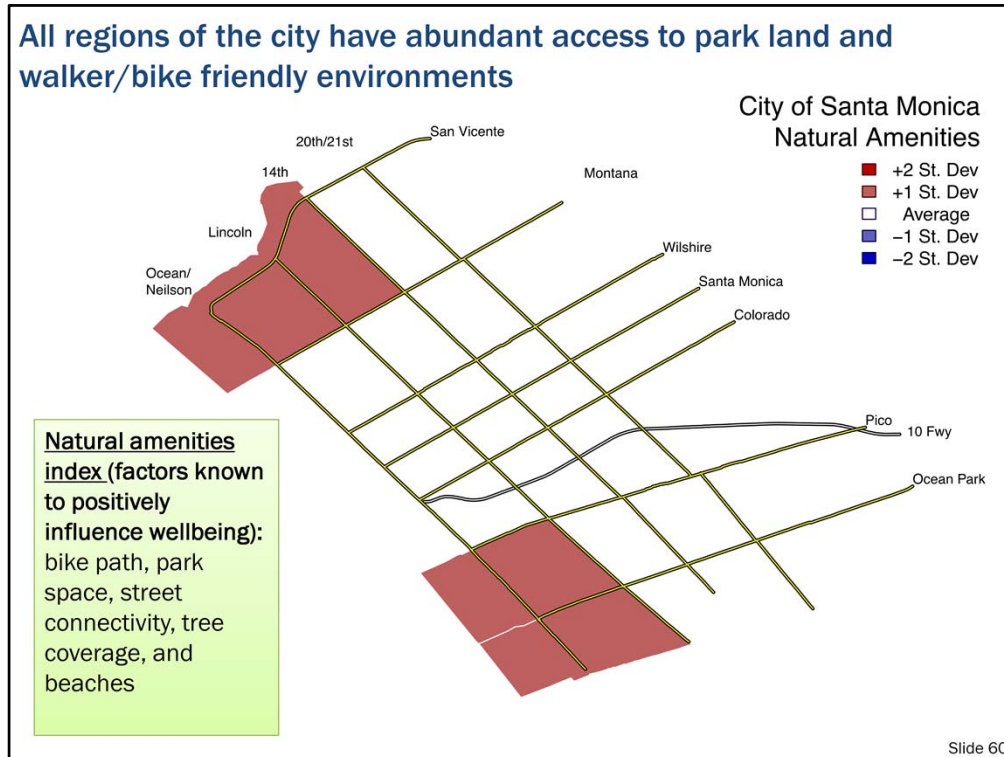 All regions of the city have abundant access to park land and
walker/bike friendly environments
City of Santa Monica
Natural Amenities
+2 St. Dev
+1 St. Dev
Average
−1 St. Dev
−2 St. Dev
San Vicente
20th/21st
14th
Montana
Lincoln
Wilshire
Ocean/
Neilson
Santa Monica
Colorado
Pico
10 Fwy
Ocean Park
Natural amenities
index (factors known
to positively
influence wellbeing):
bike path, park
space, street
connectivity, tree
coverage, and
beaches
Slide 60